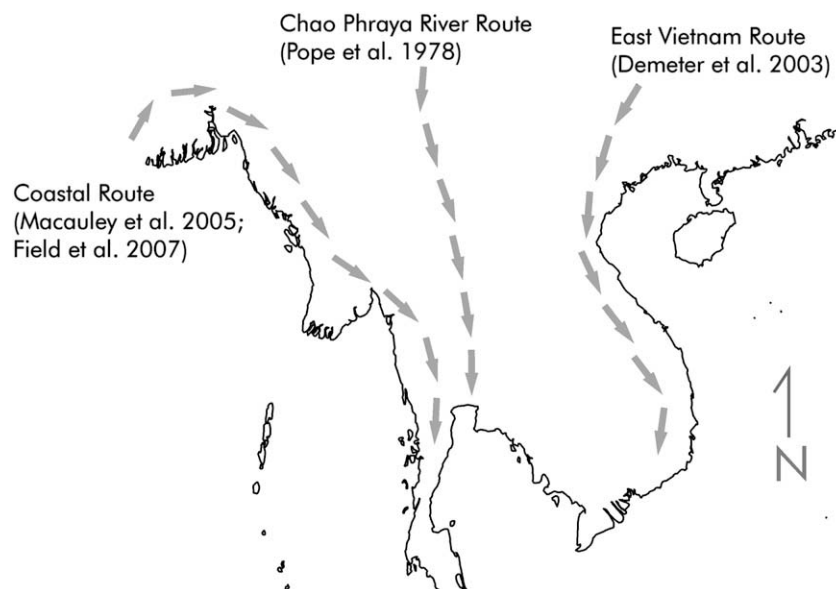 Chao Phraya River Route
(Pope et al. 1978)
East Vietnam Route
(Demeter et al. 2003)
Coastal Route
(Macauley et al. 2005;
Field et al. 2007)
N